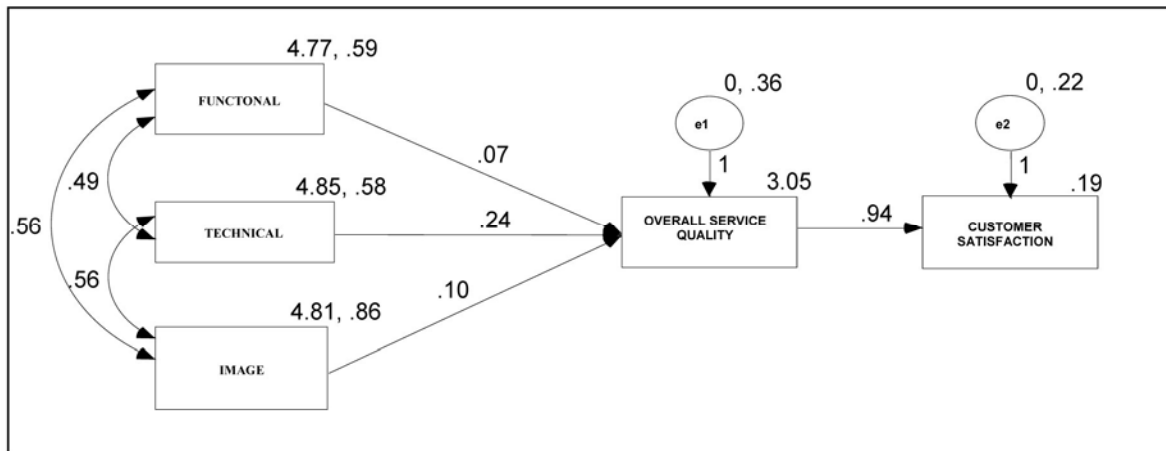 4.77, .59
FUNCTONAL
0, .36
e1
0, .22
e2
.07
1
1
.49
4.85, .58
3.05
.19
.56
TECHNICAL
.24
OVERALL SERVICE
QUALITY
.94
CUSTOMER
SATISFACTION
.56
.10
4.81, .86
IMAGE